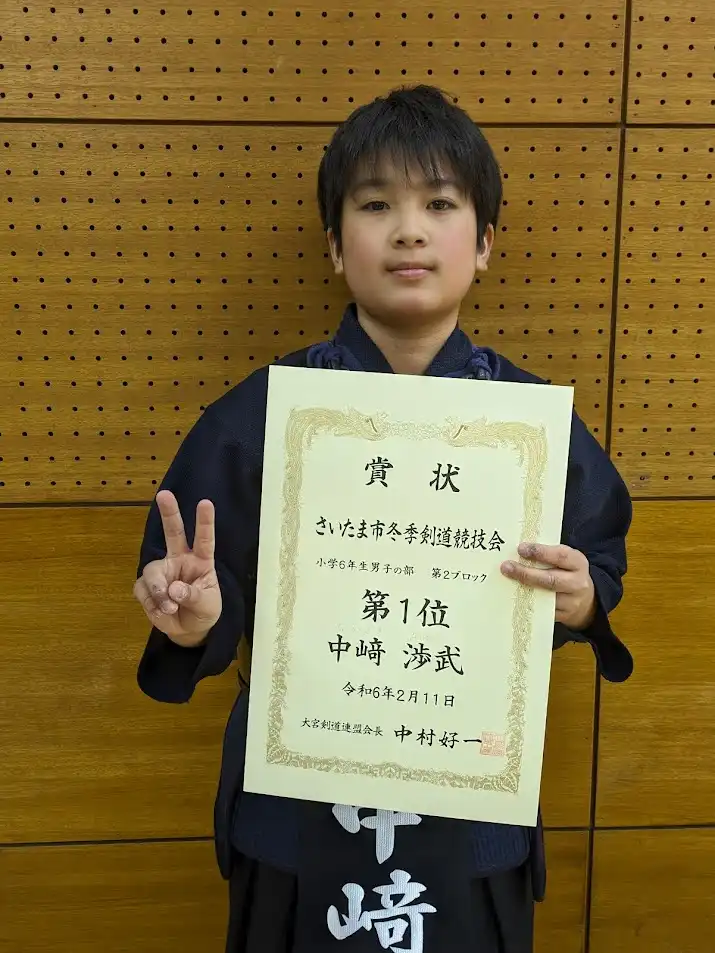 賞状
さいたま市冬季剣道競技会
小学6年生男子の部 第2ブロック
第1位
中﨑 渉武
令和6年2月11日
大宮剣道連盟会長 中村好一
中﨑